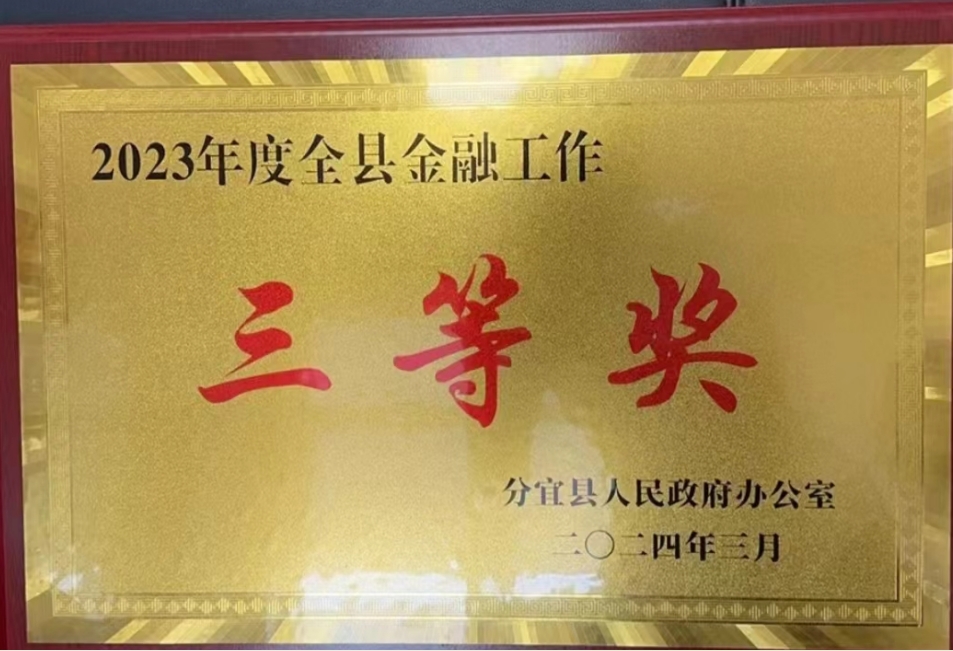 2023年度全县金融工作
三等奖
分宜县人民政府办公室
二〇二四年三月